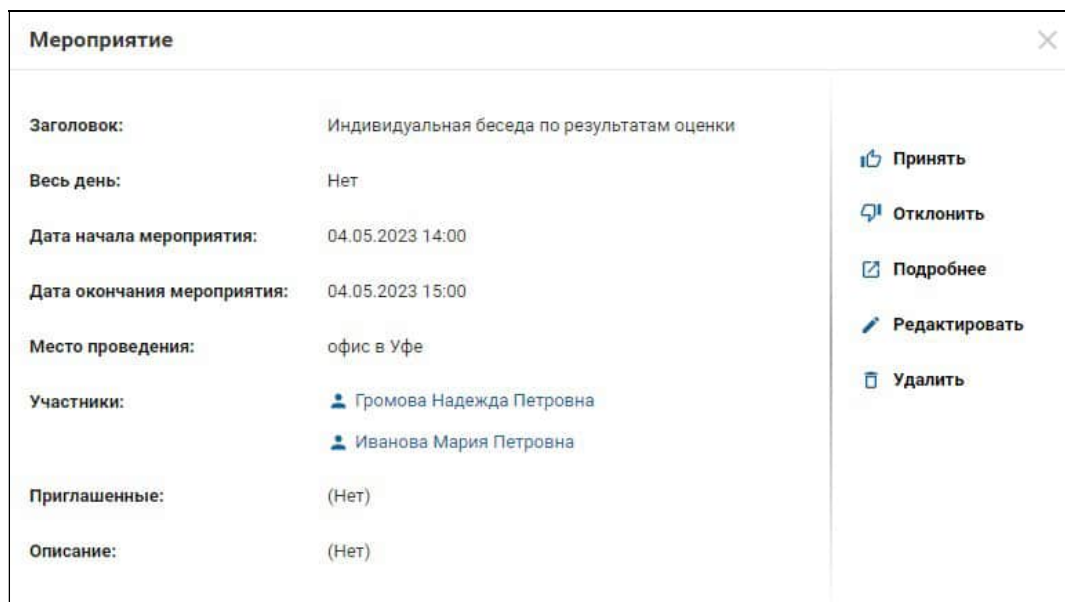 Мероприятие
Заголовок: Индивидуальная беседа по результатам оценки
Весь день: Нет
Дата начала мероприятия: 04.05.2023 14:00
Дата окончания мероприятия: 04.05.2023 15:00
Место проведения: офис в Уфе
Участники: Громова Надежда Петровна
Иванова Мария Петровна
Приглашенные: (Нет)
Описание: (Нет)
Принять
Отклонить
Подробнее
Редактировать
Удалить